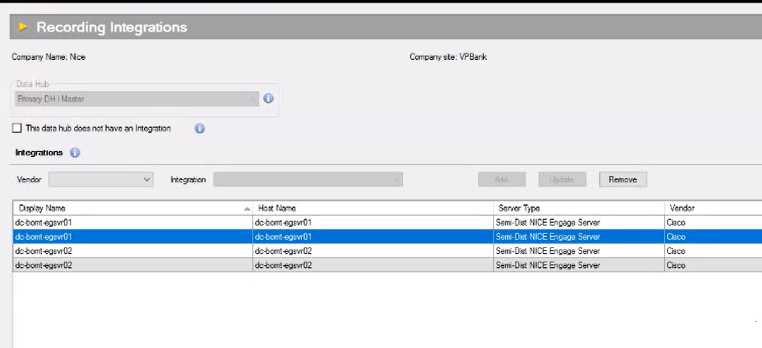 Recording Integrations
Company Name: Nice Company site: VPBank
Data Hub
Primary DH | Master
This data hub does not have an Integration
Integrations
Vendor Integration Add Update Remove
Display Name Host Name Server Type Vendor
dc-bomt-egsvr01 dc-bomt-egsvr01 Semi-Dist NICE Engage Server Cisco
dc-bomt-egsvr01 dc-bomt-egsvr01 Semi-Dist NICE Engage Server Cisco
dc-bomt-egsvr02 dc-bomt-egsvr02 Semi-Dist NICE Engage Server Cisco
dc-bomt-egsvr02 dc-bomt-egsvr02 Semi-Dist NICE Engage Server Cisco